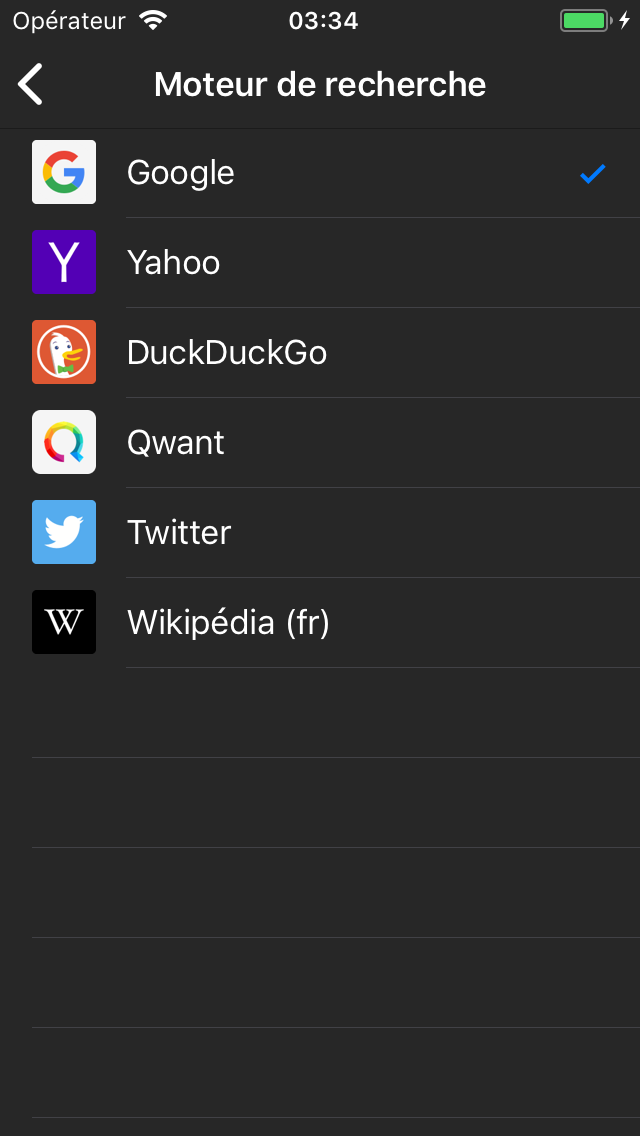 Opérateur 03:34
Moteur de recherche
Google
Yahoo
DuckDuckGo
Qwant
Twitter
Wikipédia (fr)